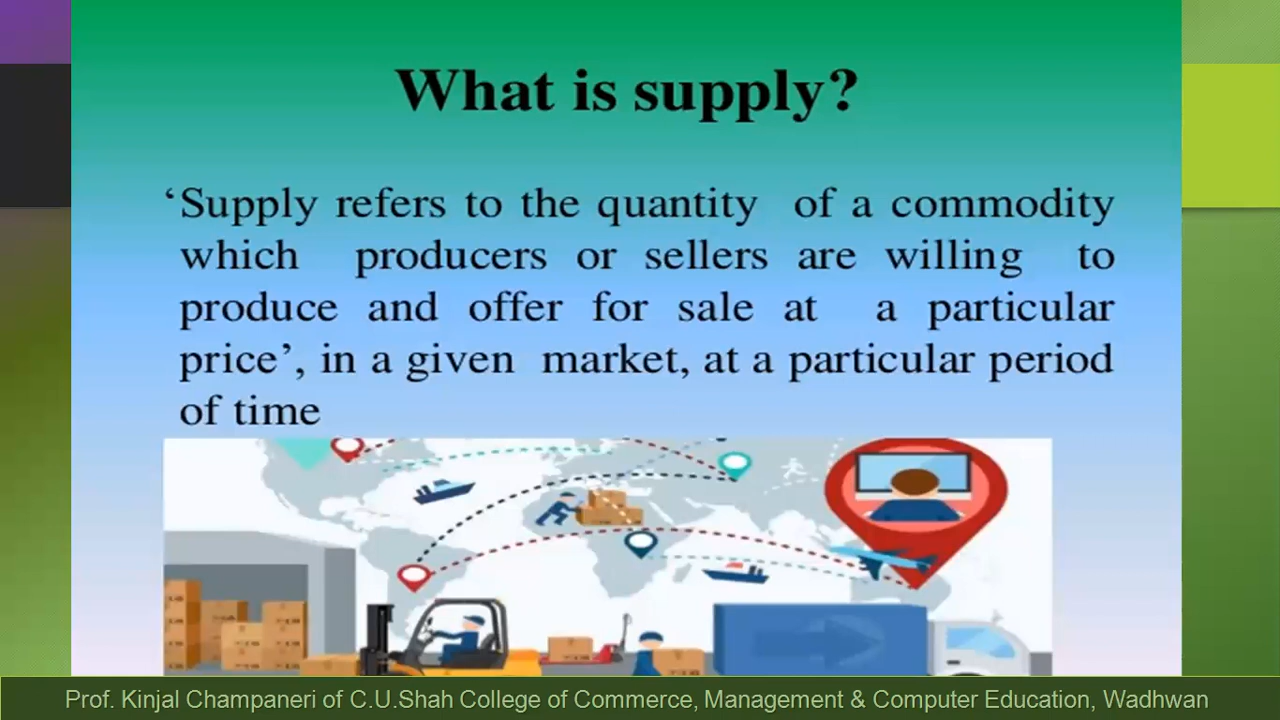 What is supply?
‘Supply refers to the quantity of a commodity
which producers or sellers are willing to
produce and offer for sale at a particular
price’, in a given market, at a particular period
of time
Prof. Kinjal Champaneri of C.U.Shah College of Commerce, Management & Computer Education, Wadhwan